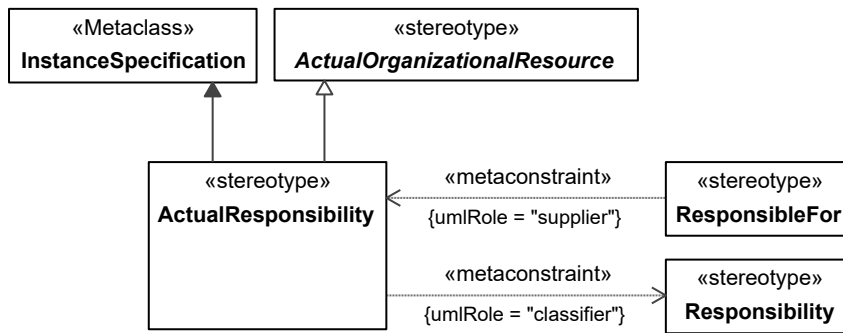 «Metaclass»
InstanceSpecification
«stereotype»
ActualOrganizationalResource
«stereotype»
ActualResponsibility
«metaconstraint»
{umlRole = "supplier"}
«stereotype»
ResponsibleFor
«metaconstraint»
{umlRole = "classifier"}
«stereotype»
Responsibility